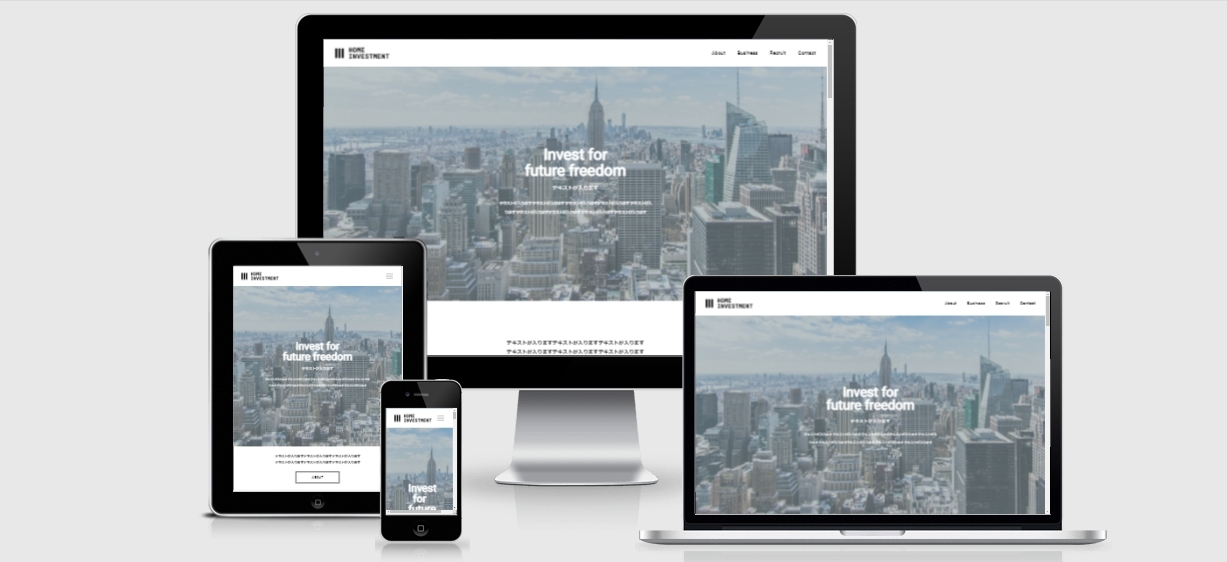 HOME
INVESTMENT
About Business Recruit Contact
Invest for
future freedom
テキストが入ります
テキストが入りますテキストが入りますテキストが入ります
テキストが入りますテキストが入りますテキストが入ります
HOME
INVESTMENT
Invest for
future freedom
テキストが入ります
テキストが入りますテキストが入りますテキストが入ります
テキストが入りますテキストが入りますテキストが入ります
ABOUT
HOME
INVESTMENT
Invest
for
future
HOME
INVESTMENT
About Business Recruit Contact
Invest for
future freedom
テキストが入ります